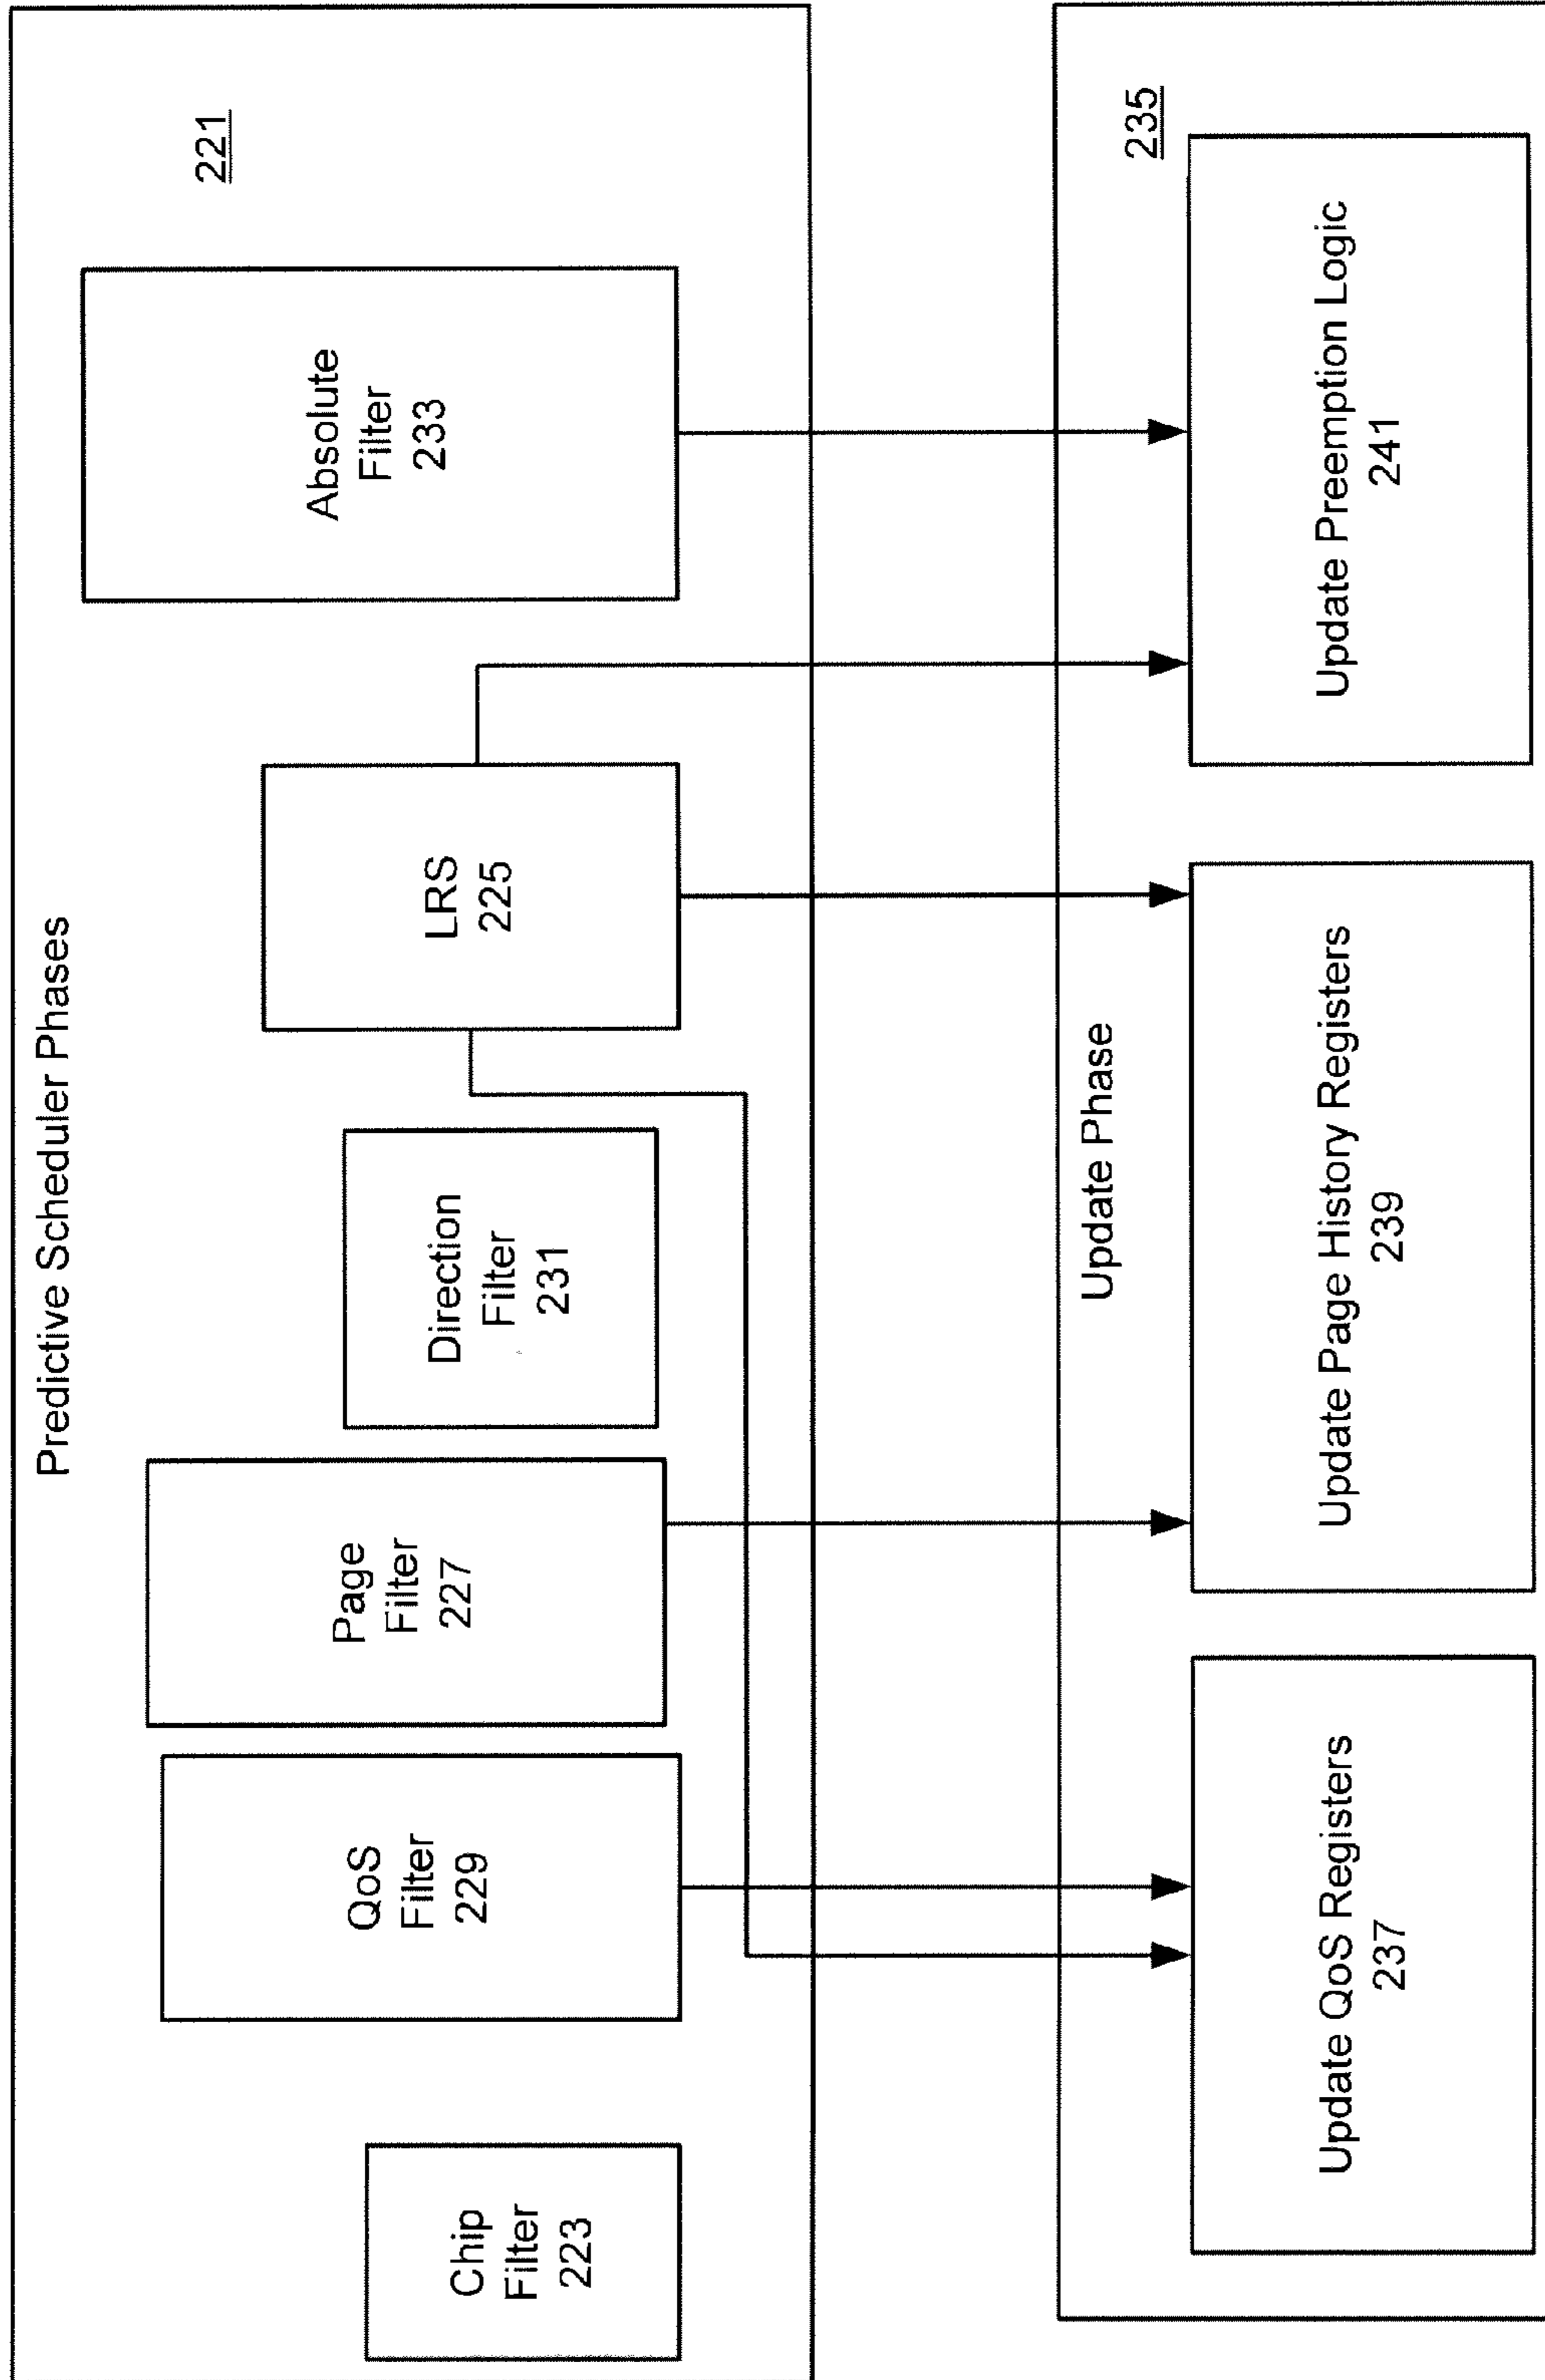 Predictive Scheduler Phases
221
Chip
Filter
223
QoS
Filter
229
Page
Filter
227
Direction
Filter
231
LRS
225
Absolute
Filter
233
Update Phase
235
Update QoS Registers
237
Update Page History Registers
239
Update Preemption Logic
241